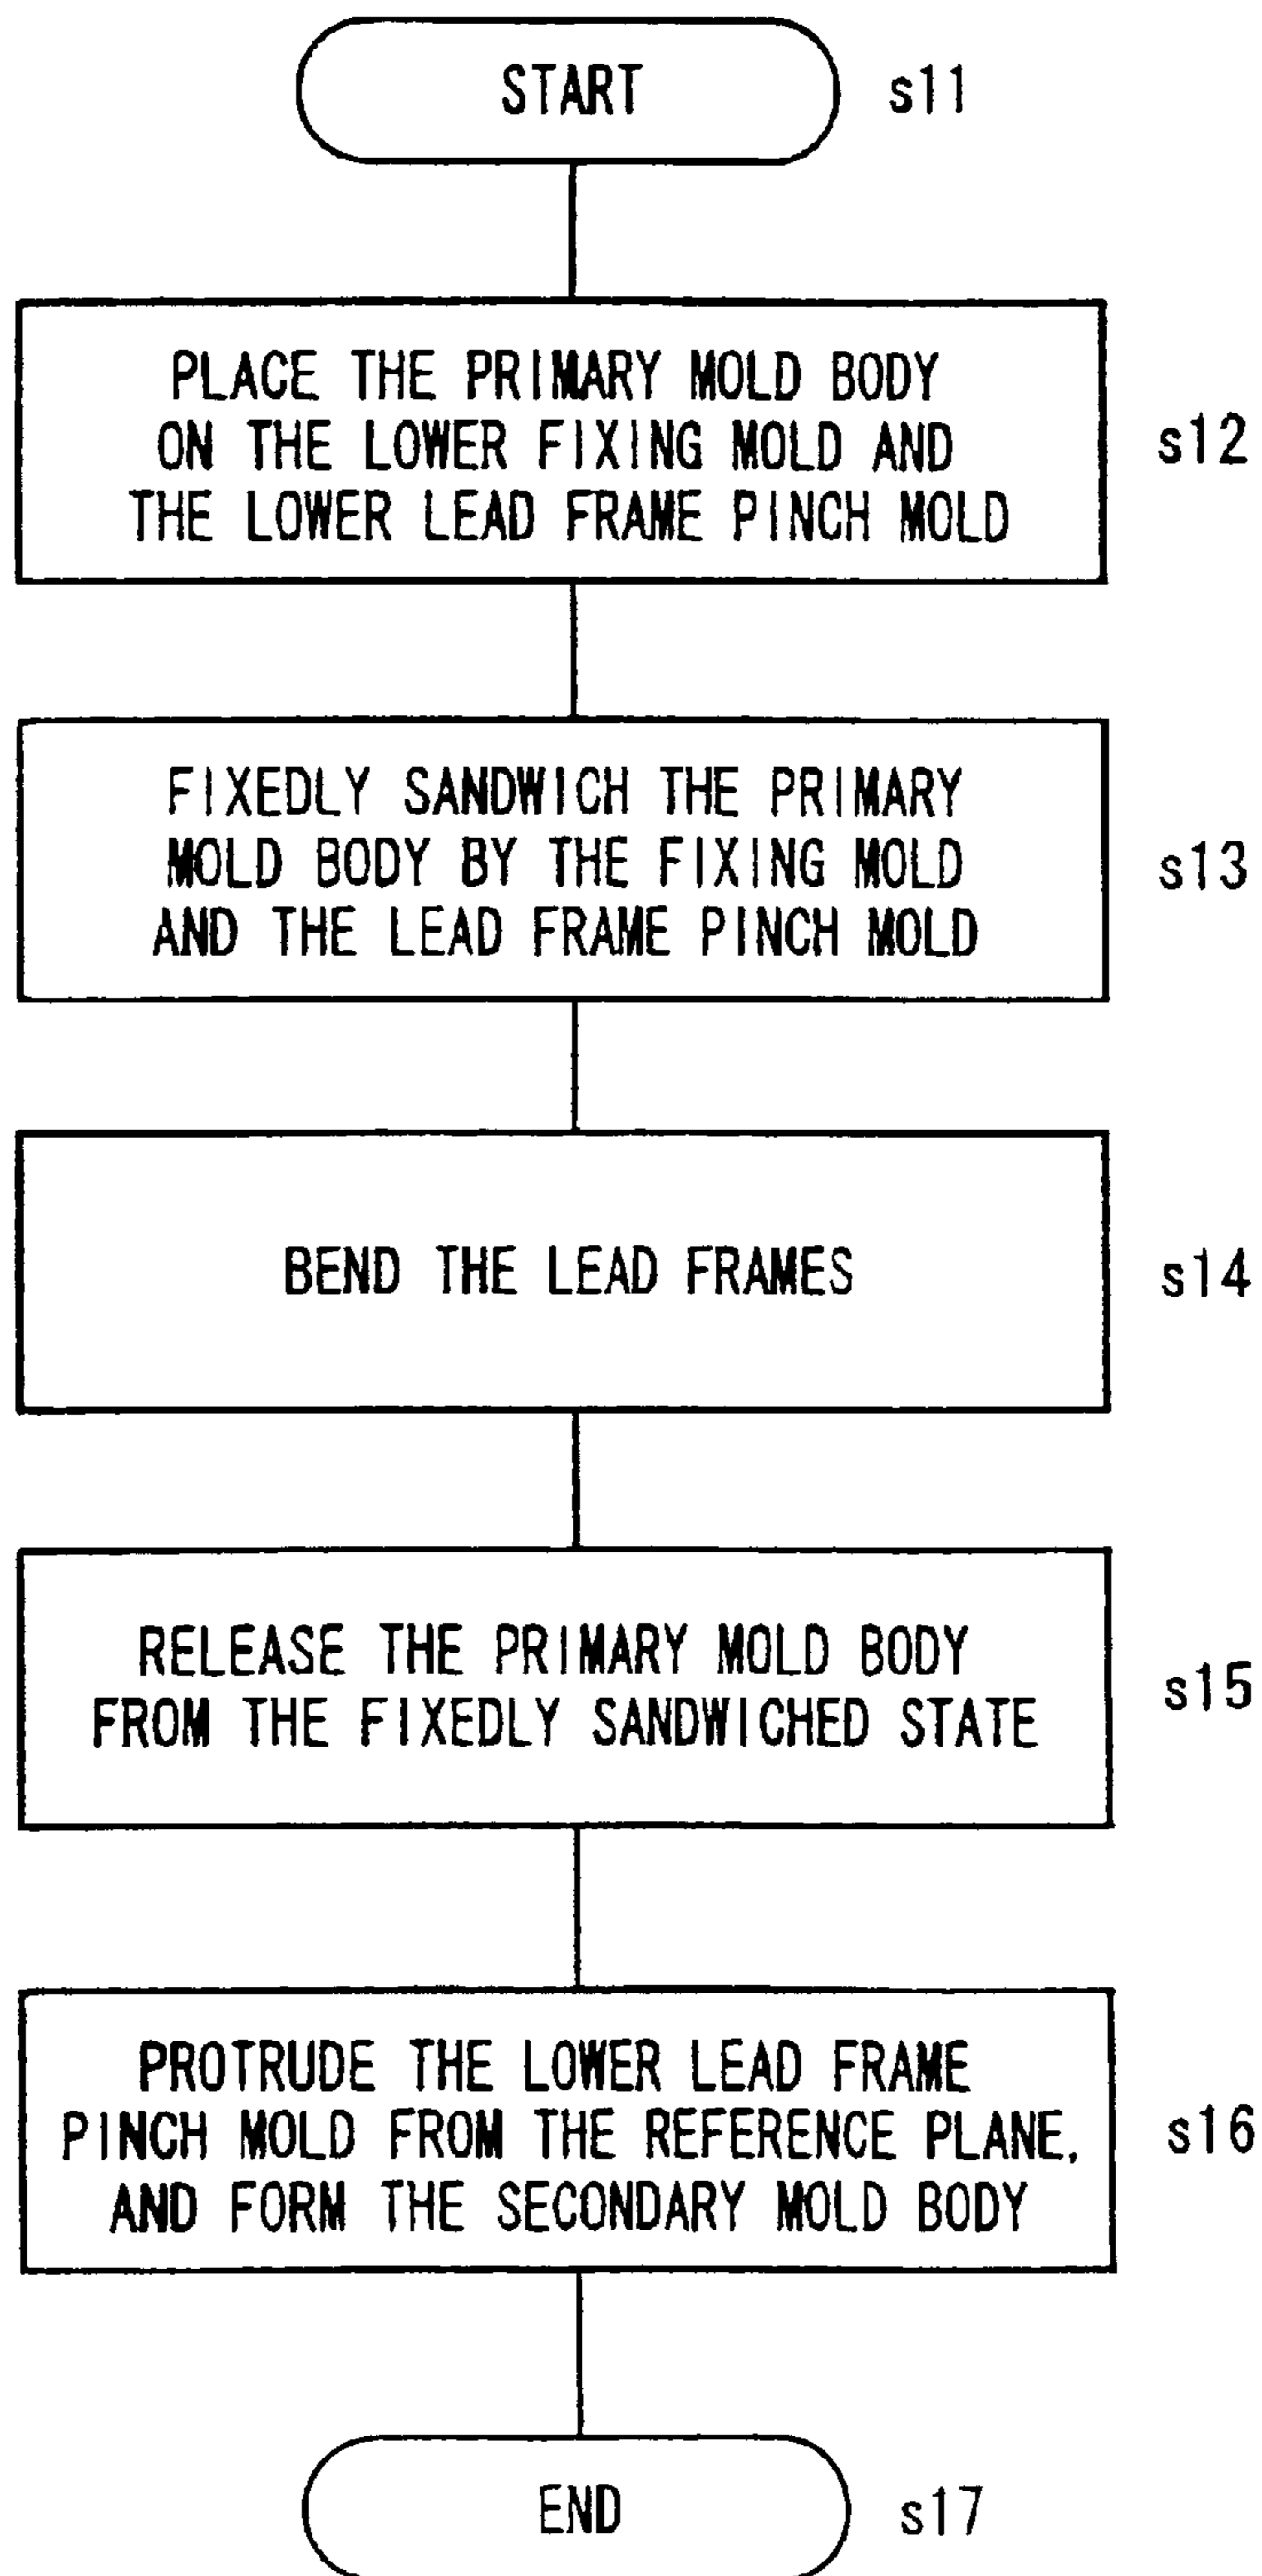 START s11
PLACE THE PRIMARY MOLD BODY
ON THE LOWER FIXING MOLD AND
THE LOWER LEAD FRAME PINCH MOLD
s12
FIXEDLY SANDWICH THE PRIMARY
MOLD BODY BY THE FIXING MOLD
AND THE LEAD FRAME PINCH MOLD
s13
BEND THE LEAD FRAMES s14
RELEASE THE PRIMARY MOLD BODY
FROM THE FIXEDLY SANDWICHED STATE
s15
PROTRUDE THE LOWER LEAD FRAME
PINCH MOLD FROM THE REFERENCE PLANE,
AND FORM THE SECONDARY MOLD BODY
s16
END s17